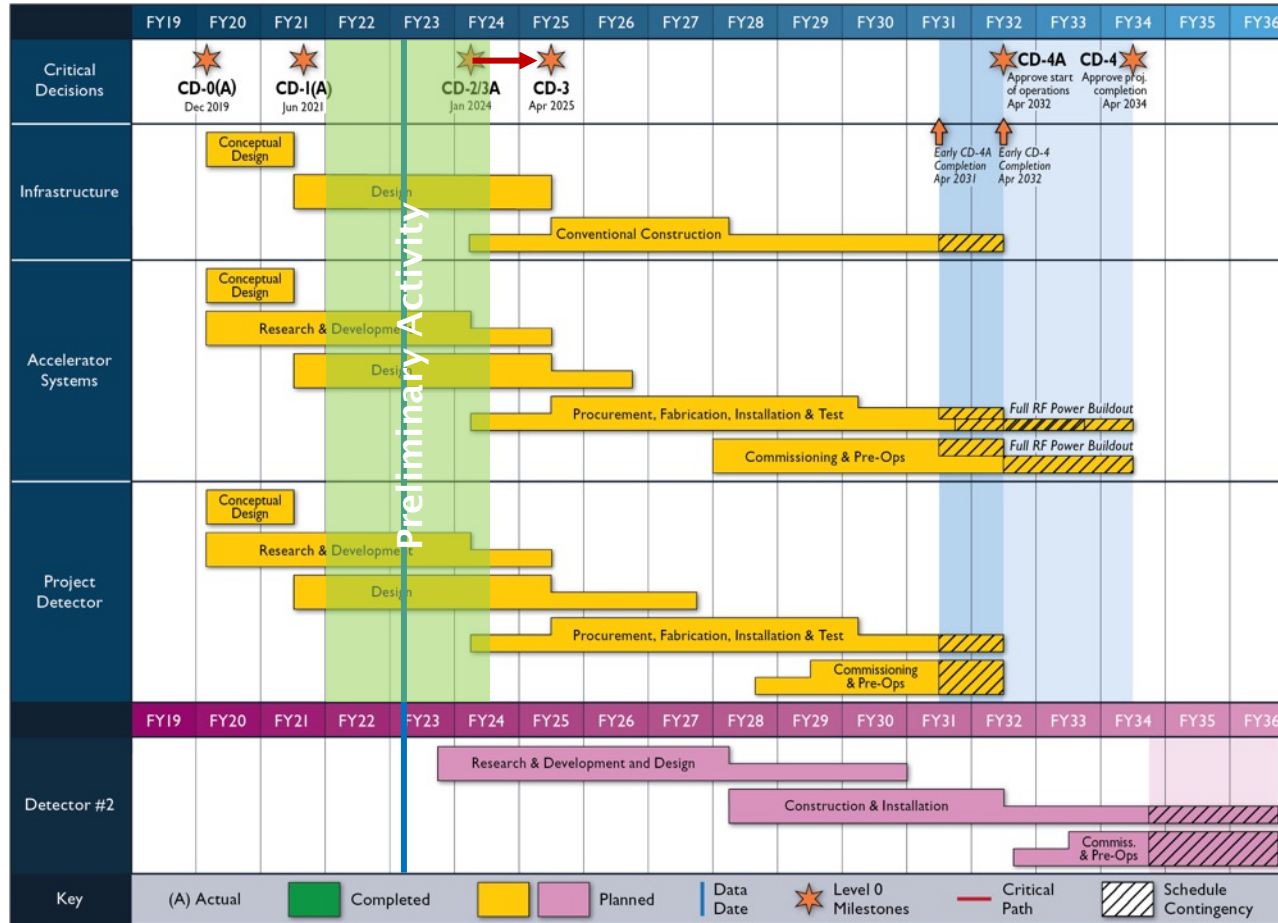 FY19 FY20 FY21 FY22 FY23 FY24 FY25 FY26 FY27 FY28 FY29 FY30 FY31 FY32 FY33 FY34 FY35 FY36
Critical
Decisions
CD-0(A)
Dec 2019
CD-1(A)
Jun 2021
CD-2/3A
Jan 2024
CD-3
Apr 2025
CD-4A
Approve start
of operations
Apr 2032
CD-4
Approve proj.
completion
Apr 2034
Infrastructure
Conceptual
Design
Design
Conventional Construction
Early CD-4A
Completion
Apr 2031
Early CD-4
Completion
Apr 2032
Preliminary Activity
Accelerator
Systems
Conceptual
Design
Research & Development
Design
Procurement, Fabrication, Installation & Test
Full RF Power Buildout
Commissioning & Pre-Ops
Full RF Power Buildout
Project
Detector
Conceptual
Design
Research & Development
Design
Procurement, Fabrication, Installation & Test
Commissioning
& Pre-Ops
FY19 FY20 FY21 FY22 FY23 FY24 FY25 FY26 FY27 FY28 FY29 FY30 FY31 FY32 FY33 FY34 FY35 FY36
Detector #2
Research & Development and Design
Construction & Installation
Commiss.
& Pre-Ops
Key
(A) Actual
Completed
Planned
Data
Date
Level 0
Milestones
Critical
Path
Schedule
Contingency